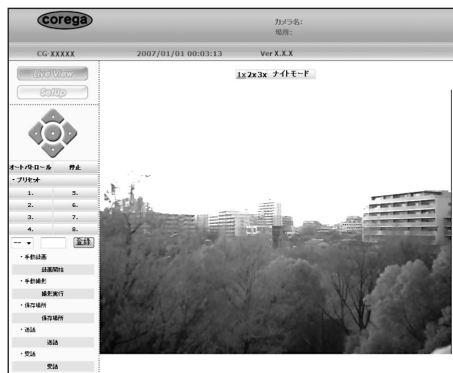 corega
カメラ名:
場所:
CG-XXXXX 2007/01/01 00:03:13 Ver X.X.X
Live View
SetUp
1x 2x 3x ナイトモード
オートパトロール 停止
・プリセット
1. 5.
2. 6.
3. 7.
4. 8.
-- 登録
・手動録画
録画開始
・手動撮影
撮影実行
・保存場所
保存場所
・送話
送話
・受話
受話